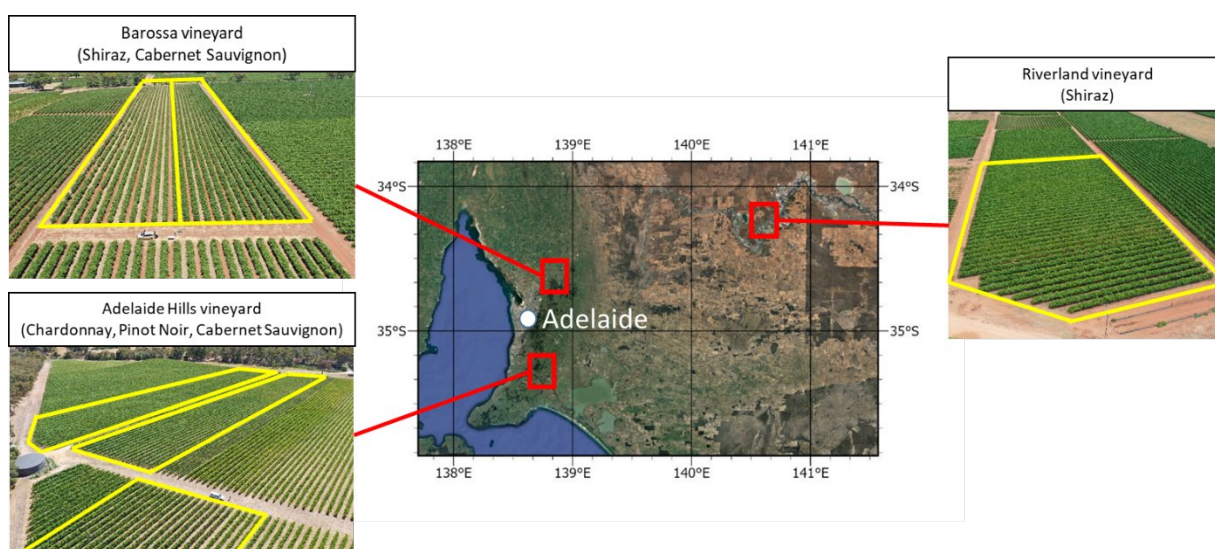 Barossa vineyard
(Shiraz, Cabernet Sauvignon)
Riverland vineyard
(Shiraz)
138°E 139°E 140°E 141°E
34°S 34°S
Adelaide
35°S 35°S
138°E 139°E 140°E 141°E
Adelaide Hills vineyard
(Chardonnay, Pinot Noir, Cabernet Sauvignon)